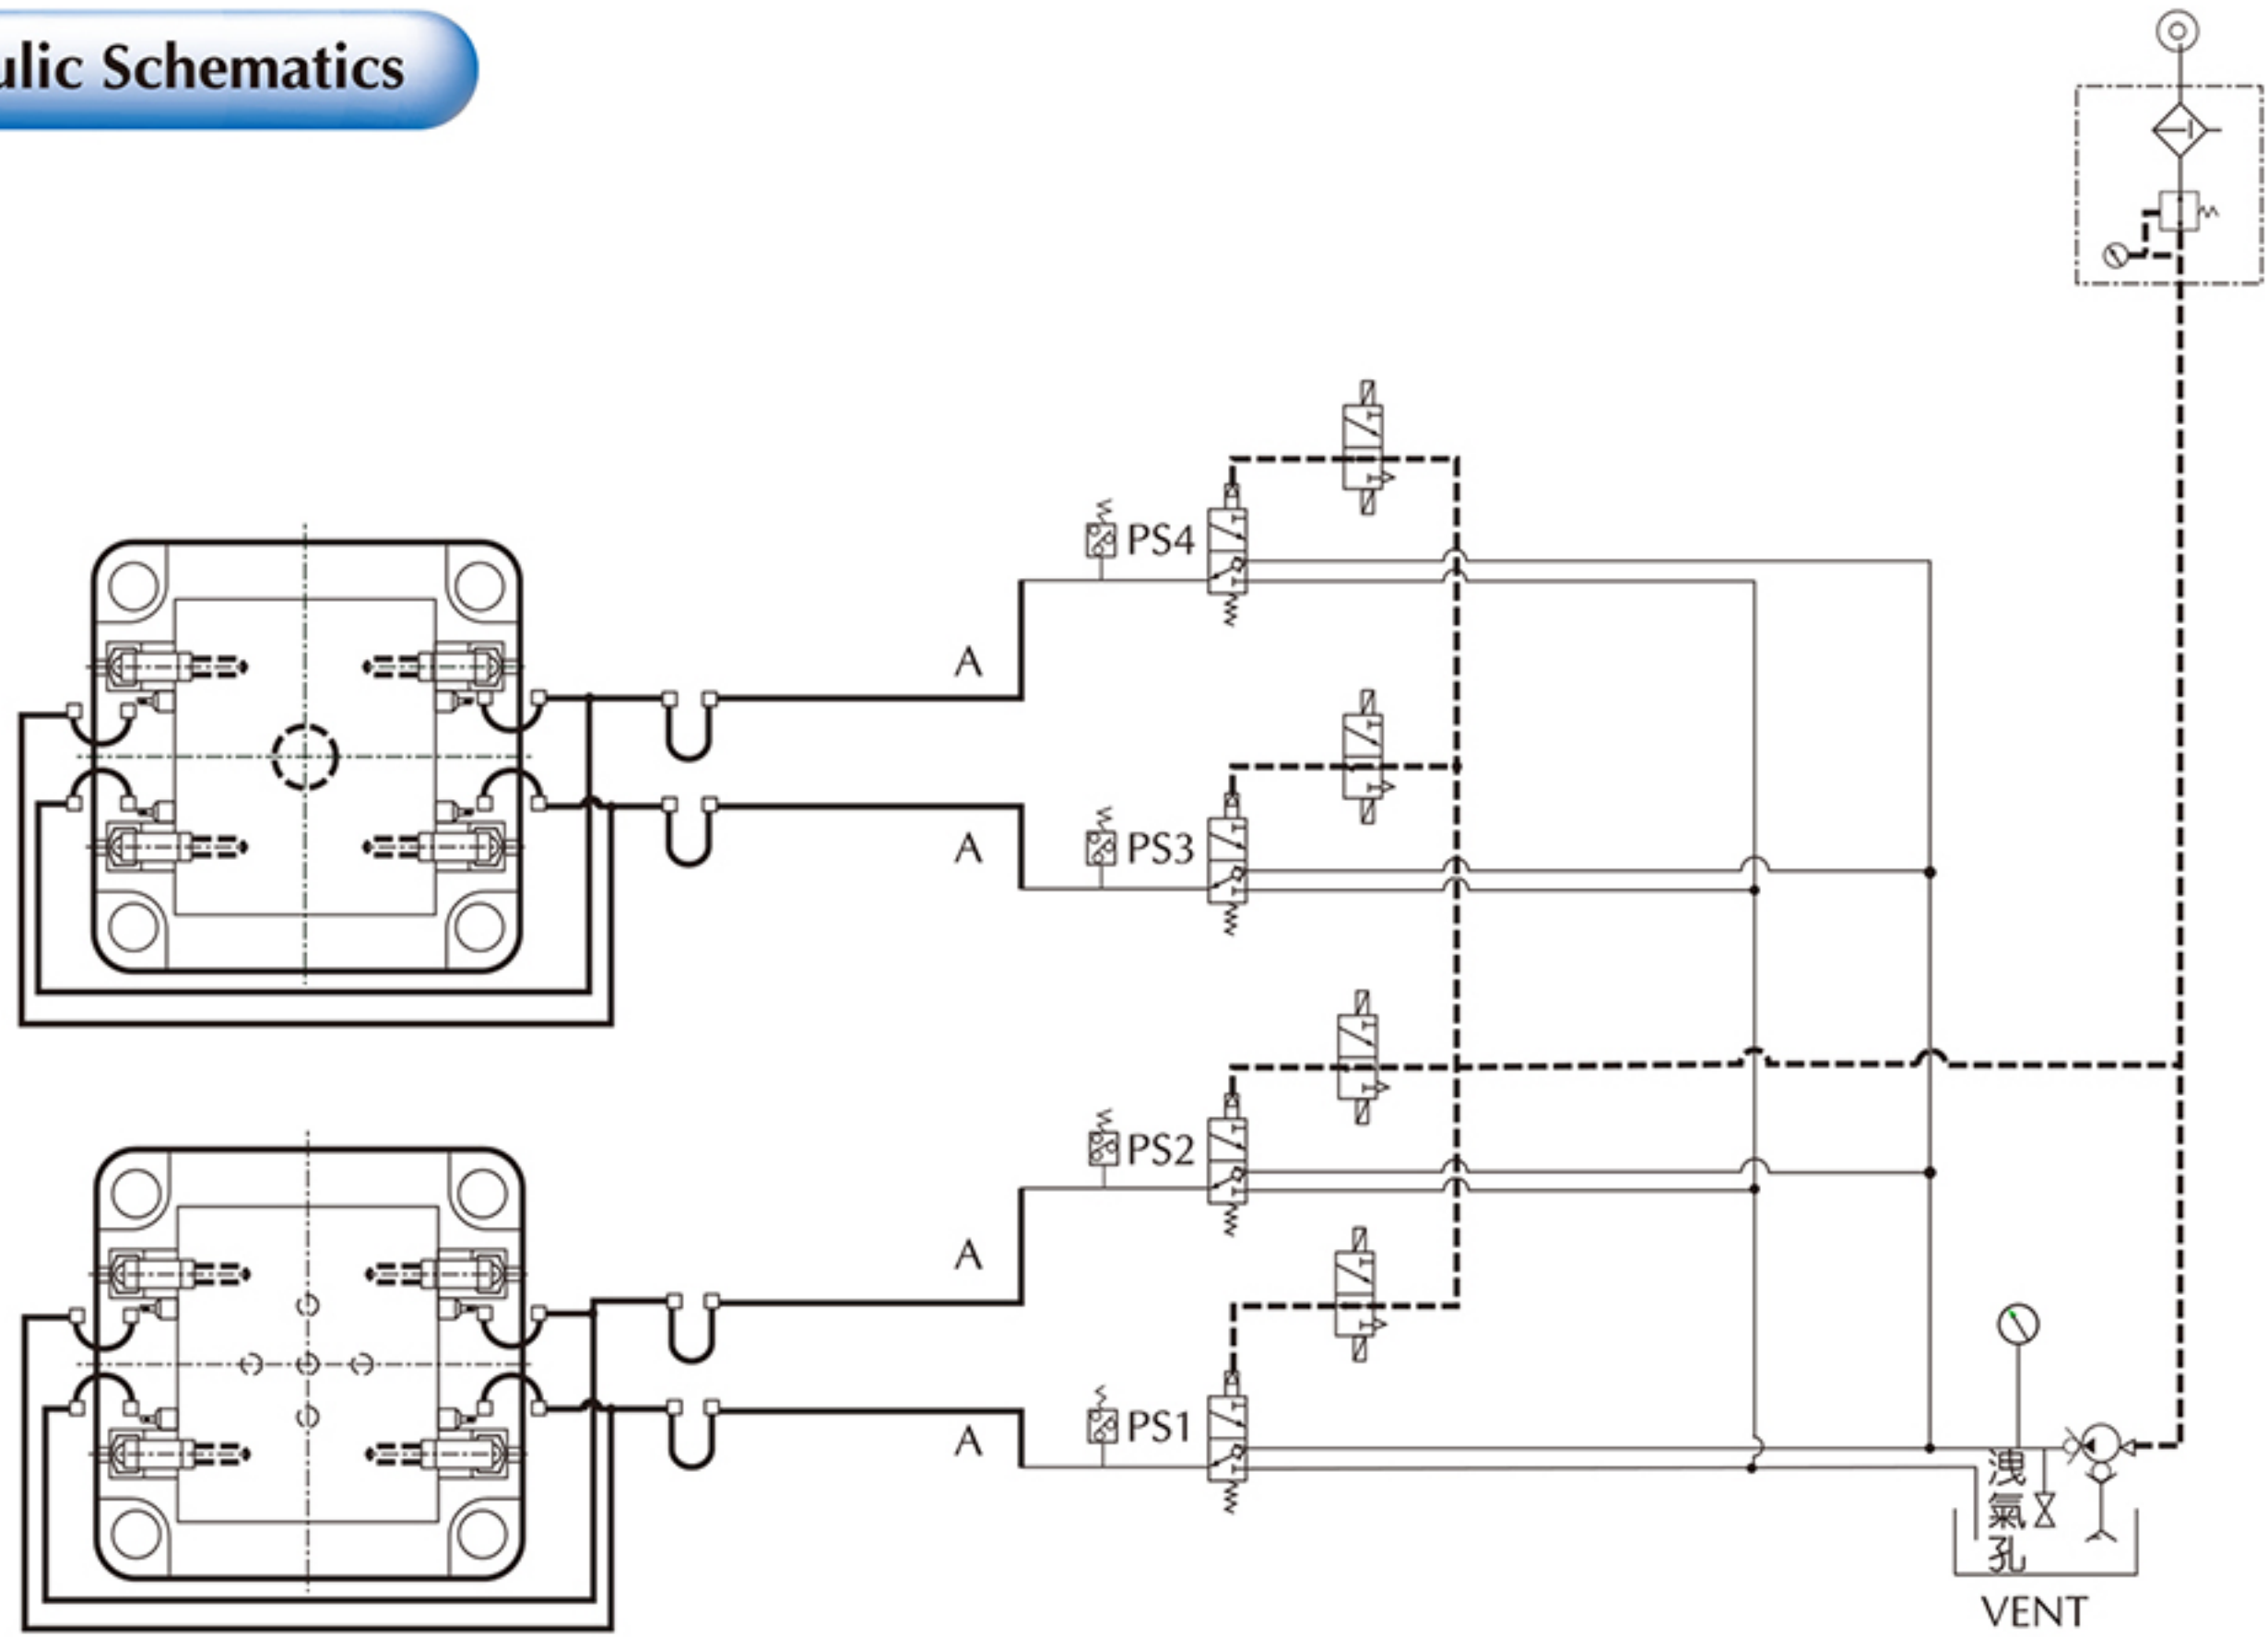 ulic Schematics
PS4
A
A
PS3
PS2
A
A
PS1
洩
氣
孔
VENT